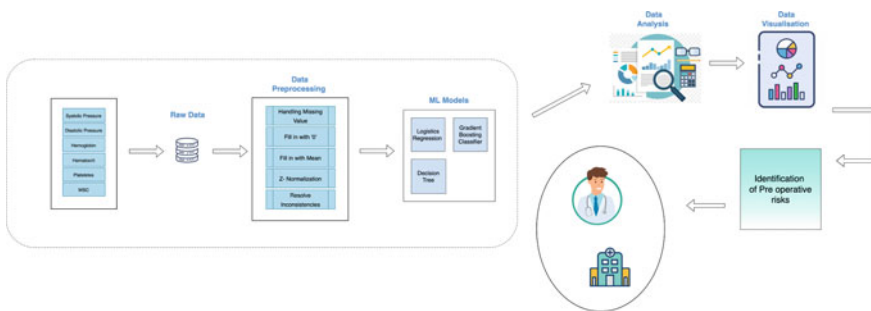 Data
Analysis
Data
Visualisation
Data
Preprocessing
ML Models
Raw Data
Systolic Pressure
Diastolic Pressure
Hemoglobin
Hematocrit
Platelates
WBC
Handling Missing
Value
Fill in with '0'
Fill in with Mean
Z- Normalization
Resolve
Inconsistencies
Logistics
Regression
Gradient
Boosting
Classifier
Decision
Tree
Identification
of Pre operative
risks